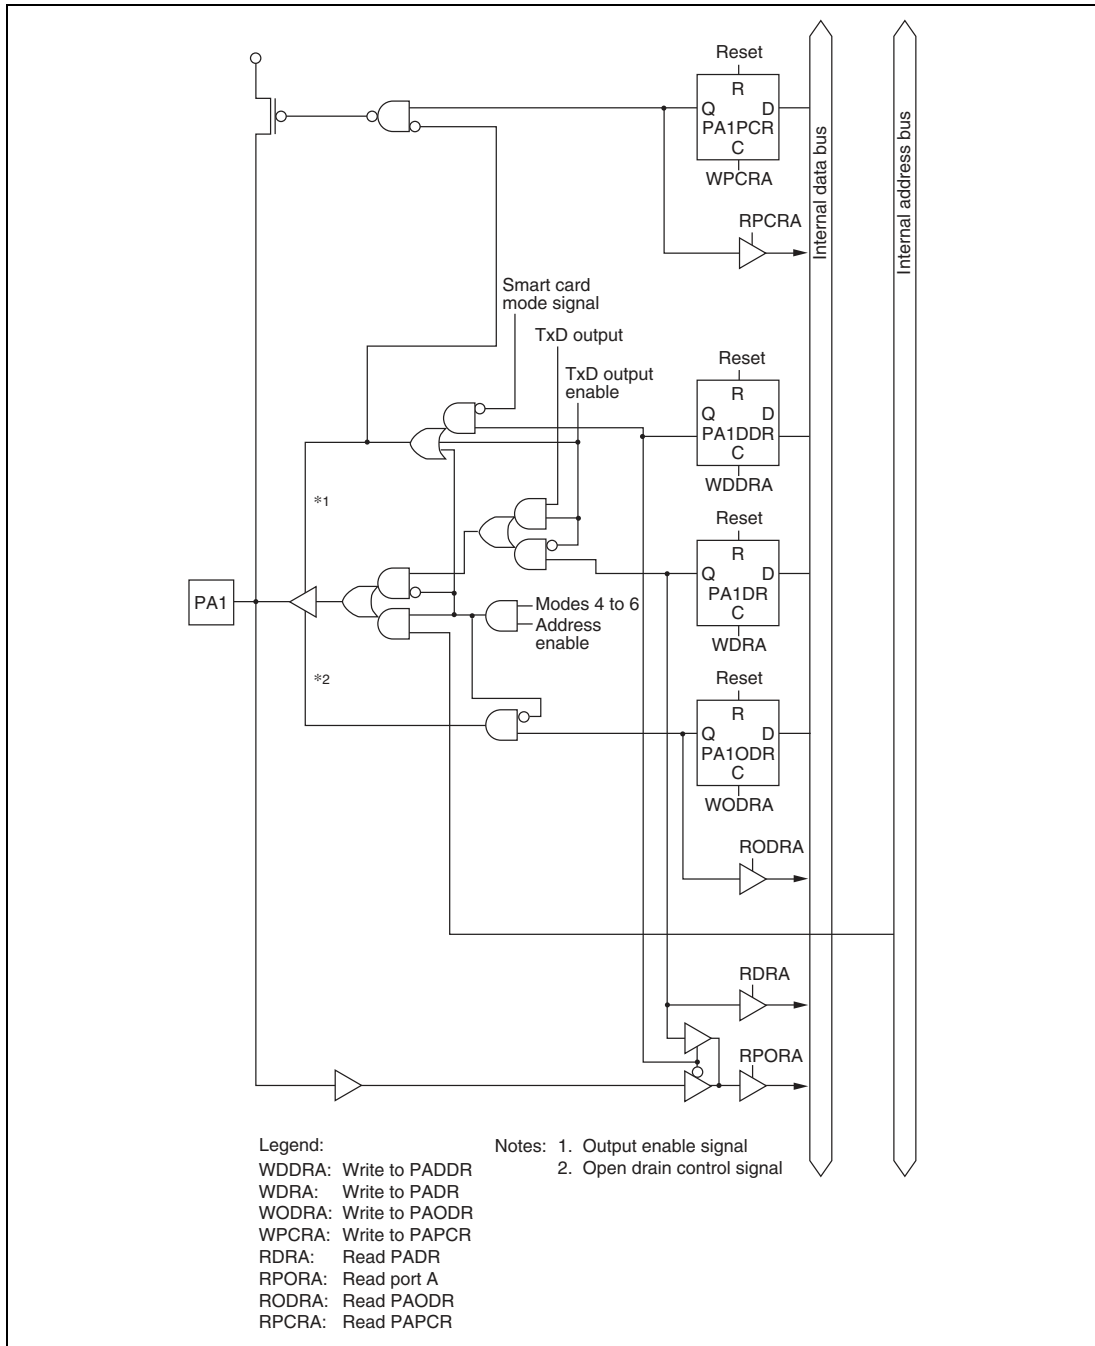 Reset
R
Q D
PA1PCR
C
WPCRA
RPCRA
Internal data bus
Internal address bus
Smart card
mode signal
TxD output
TxD output
enable
Reset
R
Q D
PA1DDR
C
WDDRA
*1
Reset
R
Q D
PA1DR
C
WDRA
PA1
Modes 4 to 6
Address
enable
*2
Reset
R
Q D
PA1ODR
C
WODRA
RODRA
RDRA
RPORA
Legend:
WDDRA: Write to PADDR
WDRA: Write to PADR
WODRA: Write to PAODR
WPCRA: Write to PAPCR
RDRA: Read PADR
RPORA: Read port A
RODRA: Read PAODR
RPCRA: Read PAPCR
Notes: 1. Output enable signal
2. Open drain control signal